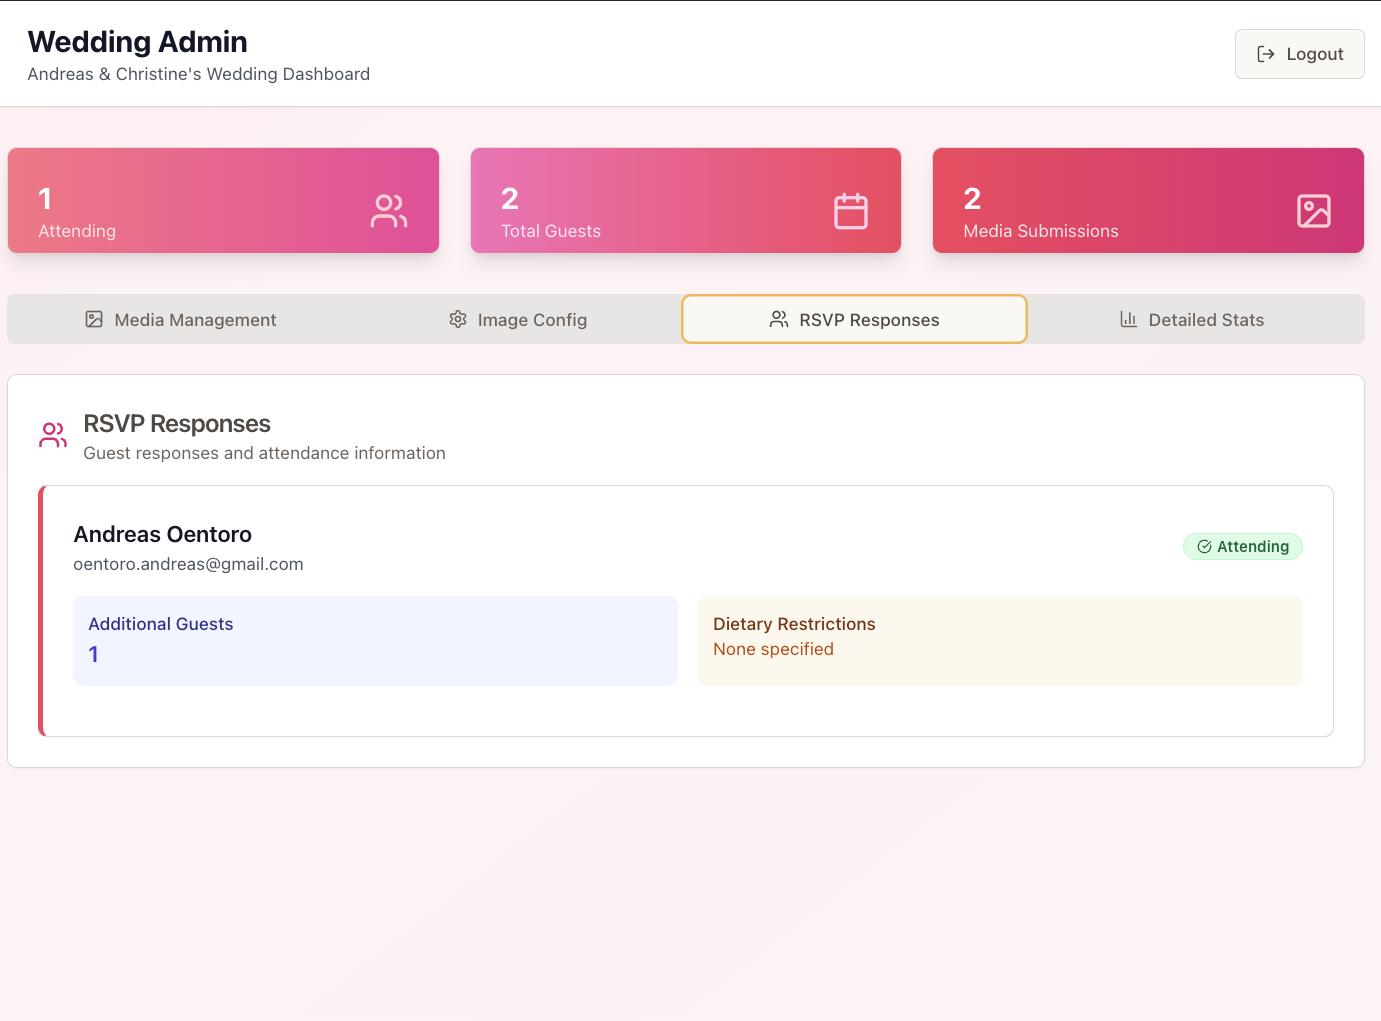 Wedding Admin
Andreas & Christine's Wedding Dashboard
Logout
1
Attending
2
Total Guests
2
Media Submissions
Media Management
Image Config
RSVP Responses
Detailed Stats
RSVP Responses
Guest responses and attendance information
Andreas Oentoro
oentoro.andreas@gmail.com
Attending
Additional Guests
1
Dietary Restrictions
None specified